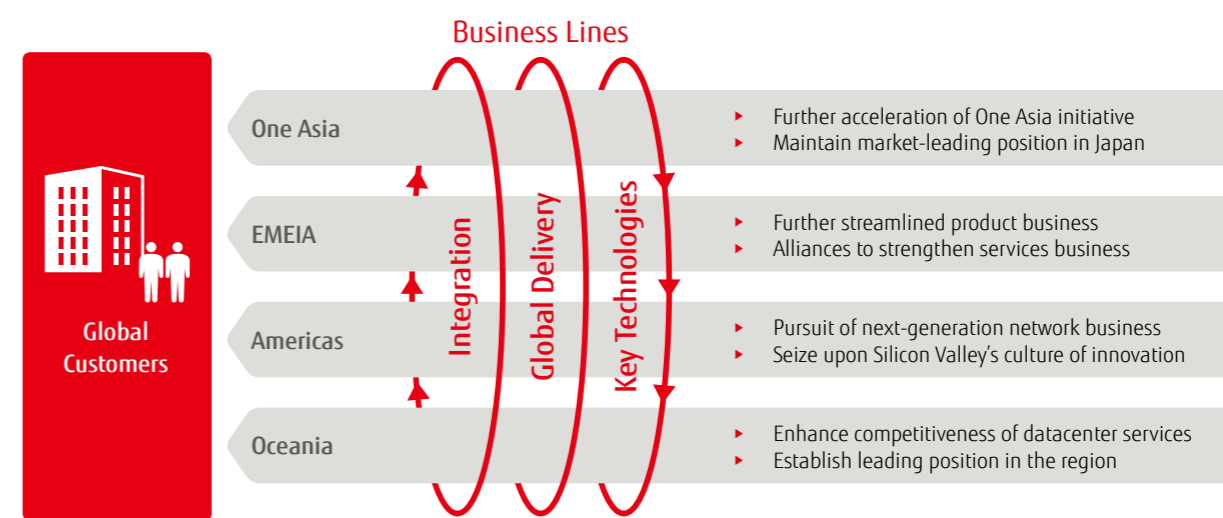 Business Lines
Global
Customers
One Asia
Further acceleration of One Asia initiative
Maintain market-leading position in Japan
EMEIA
Further streamlined product business
Alliances to strengthen services business
Americas
Pursuit of next-generation network business
Seize upon Silicon Valley's culture of innovation
Oceania
Enhance competitiveness of datacenter services
Establish leading position in the region
Integration
Global Delivery
Key Technologies